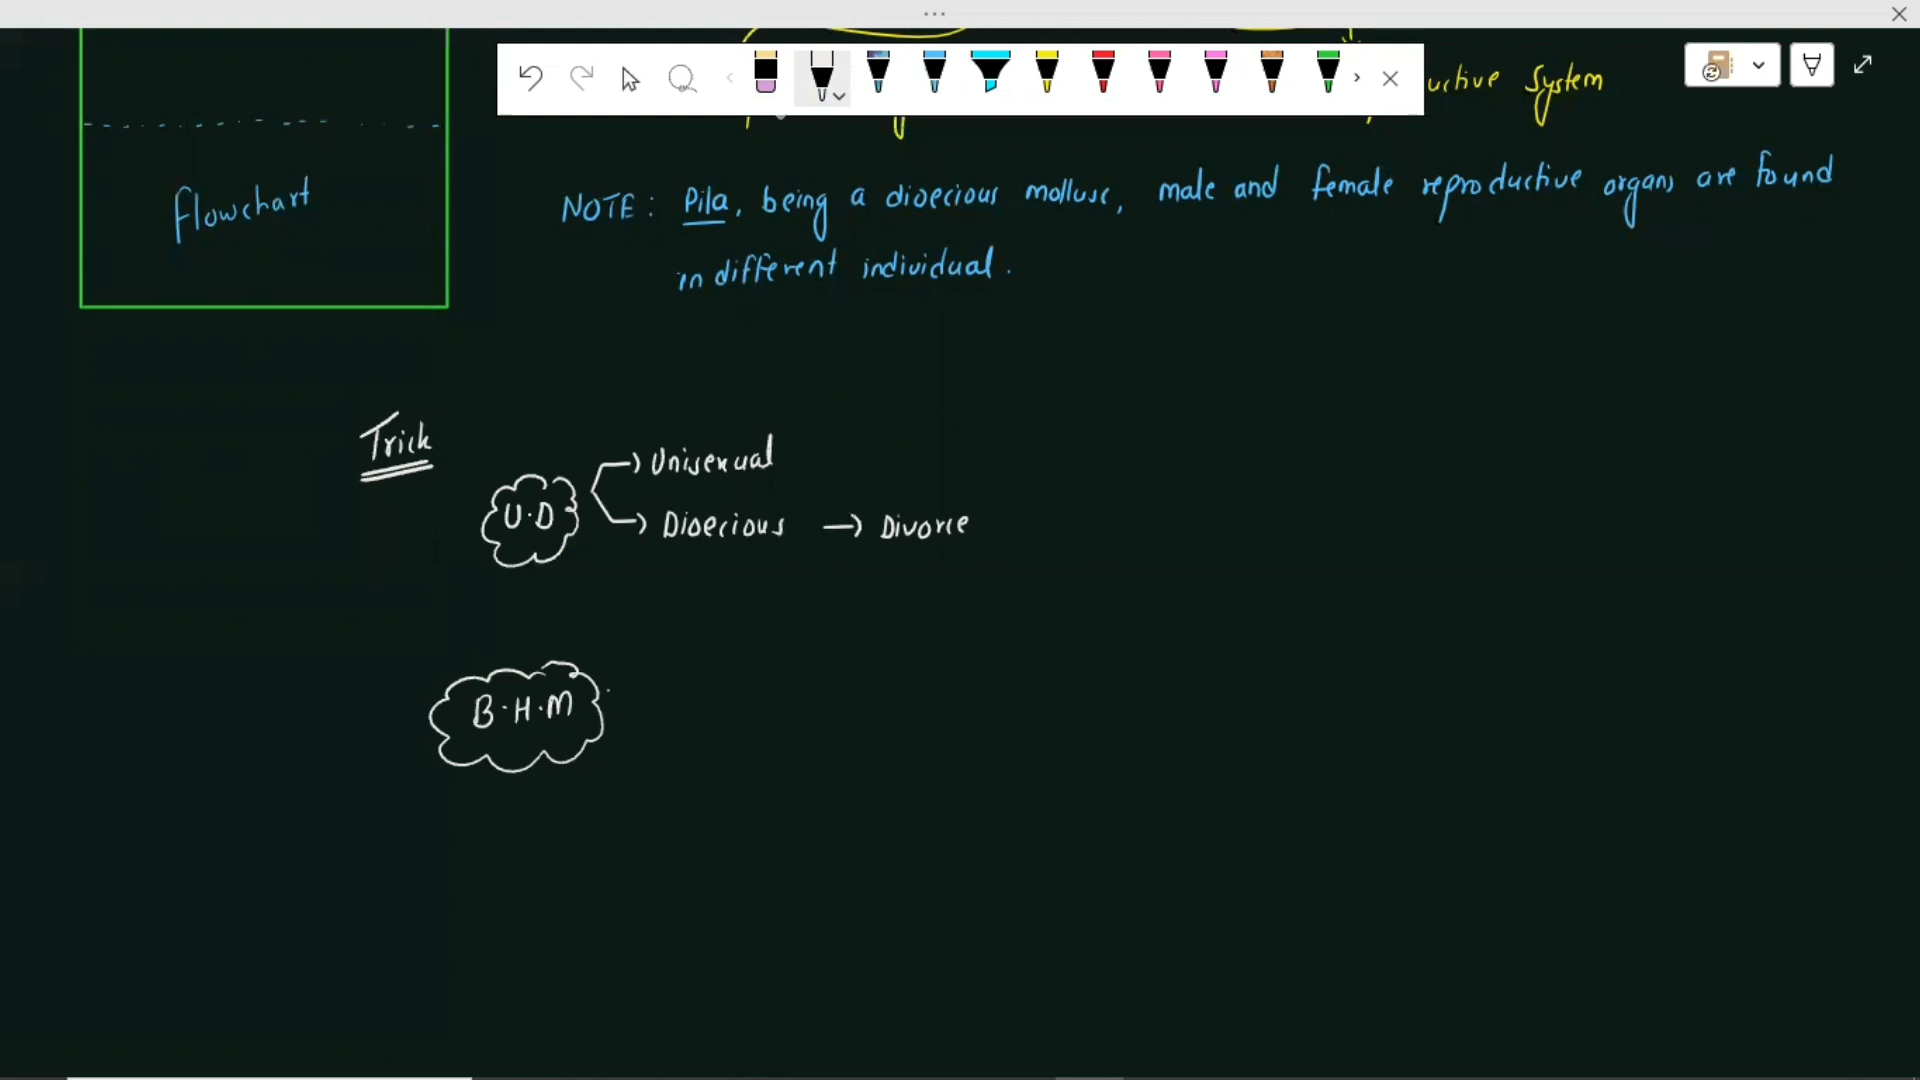 uctive System
flowchart
NOTE: Pila, being a dioecious mollusc, male and female reproductive organs are found
in different individual.
Trick
U.D
Unisexual
Dioecious → Divorce
B.H.M